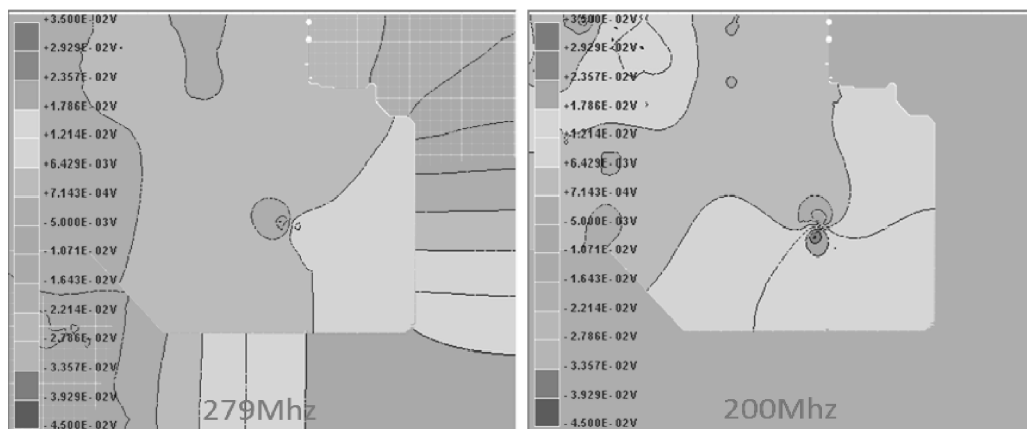 +3.500E-02V
+2.929E-02V
+2.357E-02V
+1.786E-02V
+1.214E-02V
+6.429E-03V
+7.143E-04V
-5.000E-03V
-1.071E-02V
-1.643E-02V
-2.214E-02V
-2.786E-02V
-3.357E-02V
-3.929E-02V
-4.500E-02V
279Mhz
+3.500E-02V
+2.929E-02V
+2.357E-02V
+1.786E-02V
+1.214E-02V
+6.429E-03V
+7.143E-04V
-5.000E-03V
-1.071E-02V
-1.643E-02V
-2.214E-02V
-2.786E-02V
-3.357E-02V
-3.929E-02V
-4.500E-02V
200Mhz